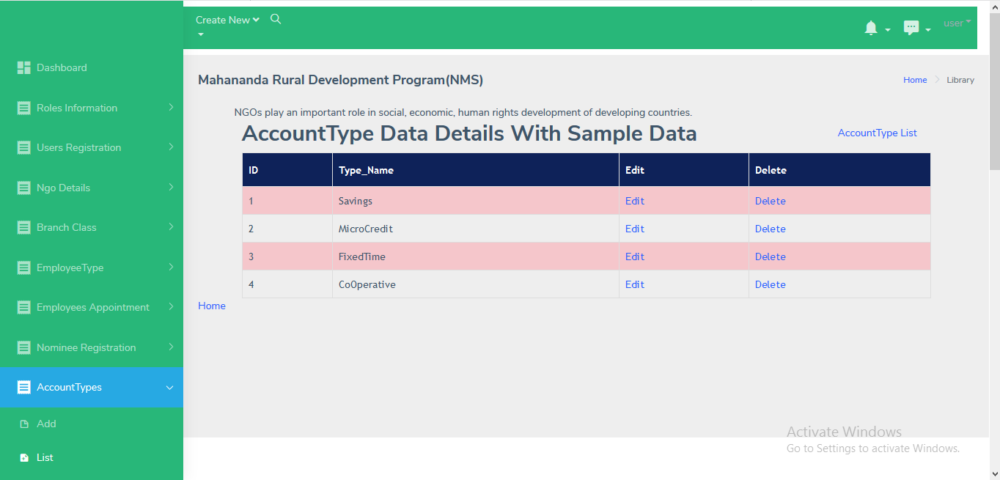 Create New
user
Dashboard
Roles Information
Users Registration
Ngo Details
Branch Class
EmployeeType
Employees Appointment
Nominee Registration
AccountTypes
Add
List
Mahananda Rural Development Program(NMS)
Home Library
NGOs play an important role in social, economic, human rights development of developing countries.
AccountType Data Details With Sample Data
AccountType List
ID Type_Name Edit Delete
1 Savings Edit Delete
2 MicroCredit Edit Delete
3 FixedTime Edit Delete
4 CoOperative Edit Delete
Home
Activate Windows
Go to Settings to activate Windows.